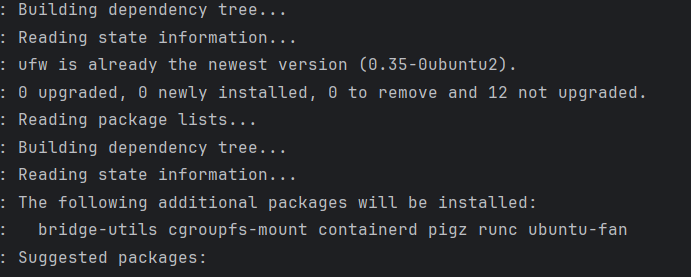 : Building dependency tree...
: Reading state information...
: ufw is already the newest version (0.35-0ubuntu2).
: 0 upgraded, 0 newly installed, 0 to remove and 12 not upgraded.
: Reading package lists...
: Building dependency tree...
: Reading state information...
: The following additional packages will be installed:
:   bridge-utils cgroupfs-mount containerd pigz runc ubuntu-fan
: Suggested packages: